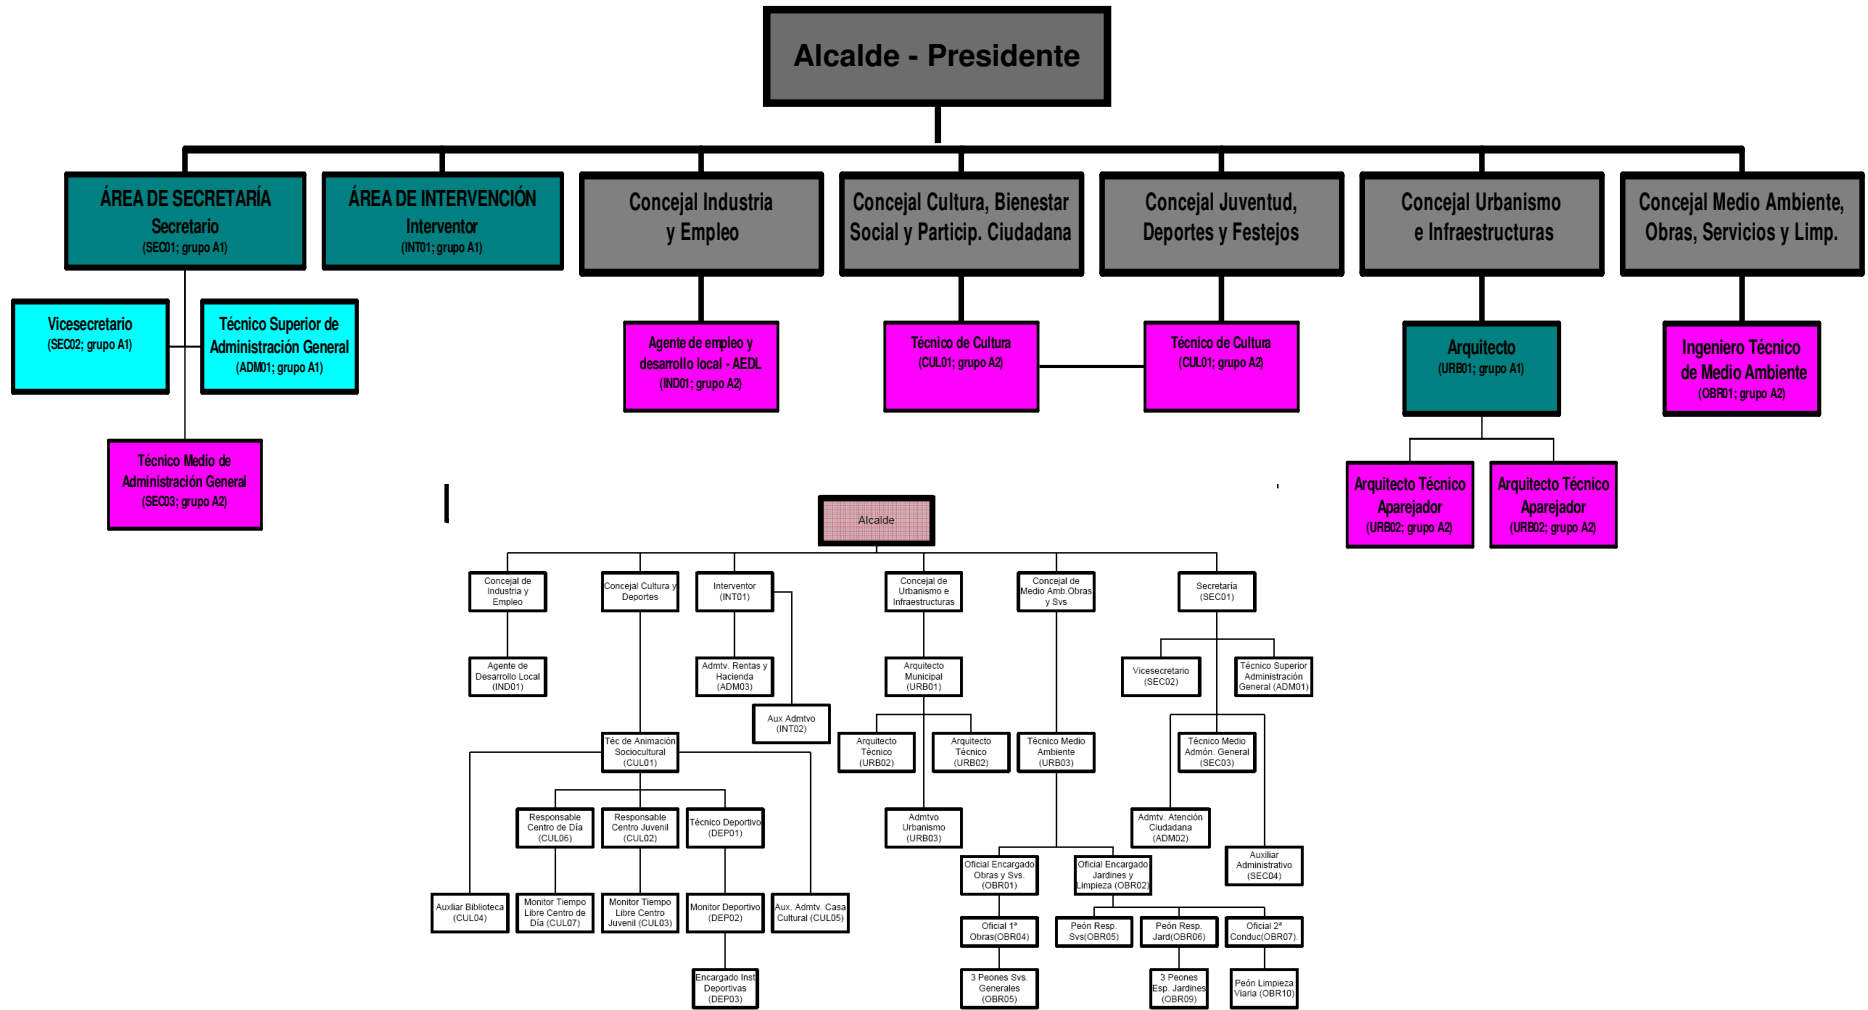 Alcalde - Presidente
ÁREA DE SECRETARÍA
Secretario
(SEC01; grupo A1)
ÁREA DE INTERVENCIÓN
Interventor
(INT01; grupo A1)
Concejal Industria
y Empleo
Concejal Cultura, Bienestar
Social y Particip. Ciudadana
Concejal Juventud,
Deportes y Festejos
Concejal Urbanismo
e Infraestructuras
Concejal Medio Ambiente,
Obras, Servicios y Limp.
Vicesecretario
(SEC02; grupo A1)
Técnico Superior de
Administración General
(ADM01; grupo A1)
Agente de empleo y
desarrollo local - AEDL
(IND01; grupo A2)
Técnico de Cultura
(CUL01; grupo A2)
Técnico de Cultura
(CUL01; grupo A2)
Arquitecto
(URB01; grupo A1)
Ingeniero Técnico
de Medio Ambiente
(OBR01; grupo A2)
Técnico Medio de
Administración General
(SEC03; grupo A2)
Arquitecto Técnico
Aparejador
(URB02; grupo A2)
Arquitecto Técnico
Aparejador
(URB02; grupo A2)
Alcalde
Concejal de
Industria y
Empleo
Concejal Cultura y
Deportes
Interventor
(INT01)
Concejal de
Urbanismo e
Infraestructuras
Concejal de
Medio Amb.Obras
y Svs
Secretaría
(SEC01)
Agente de
Desarrollo Local
(IND01)
Admtv. Rentas y
Hacienda
(ADM03)
Arquitecto
Municipal
(URB01)
Vicesecretario
(SEC02)
Técnico Superior
Administración
General (ADM01)
Aux Admtvo
(INT02)
Téc de Animación
Sociocultural
(CUL01)
Arquitecto
Técnico
(URB02)
Arquitecto
Técnico
(URB02)
Técnico Medio
Ambiente
(URB03)
Técnico Medio
Admón. General
(SEC03)
Responsable
Centro de Día
(CUL06)
Responsable
Centro Juvenil
(CUL02)
Técnico Deportivo
(DEP01)
Admtvo
Urbanismo
(URB03)
Admtv. Atención
Ciudadana
(ADM02)
Oficial Encargado
Obras y Svs.
(OBR01)
Oficial Encargado
Jardines y
Limpieza (OBR02)
Auxiliar
Administrativo
(SEC04)
Auxliar Biblioteca
(CUL04)
Monitor Tiempo
Libre Centro de
Día (CUL07)
Monitor Tiempo
Libre Centro
Juvenil (CUL03)
Monitor Deportivo
(DEP02)
Aux. Admtv. Casa
Cultural (CUL05)
Oficial 1ª
Obras(OBR04)
Peón Resp.
Svs(OBR05)
Peón Resp.
Jard(OBR06)
Oficial 2ª
Conduc(OBR07).
Encargado Inst
Deportivas
(DEP03)
3 Peones Svs.
Generales
(OBR05)
3 Peones
Esp. Jardines
(OBR09)
Peón Limpieza
Viaria (OBR10)